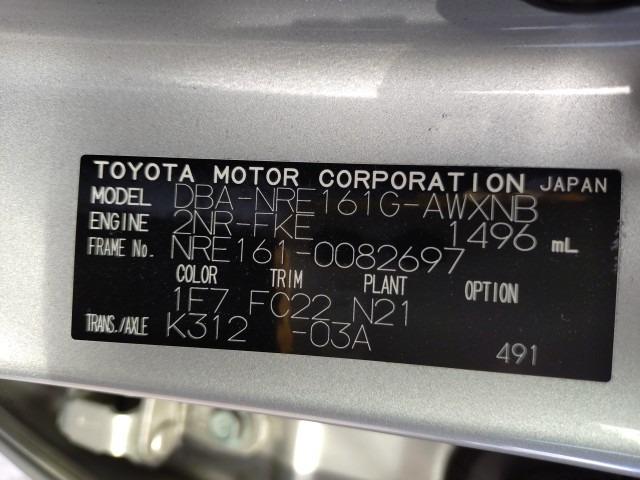 TOYOTA MOTOR CORPORATION JAPAN
MODEL DBA-NRE161G-AWXNB
ENGINE 2NR-FKE 1496 mL
FRAME No. NRE161-0082697
COLOR TRIM PLANT OPTION
1F7 FC22 N21
TRANS./AXLE K312 -03A
491